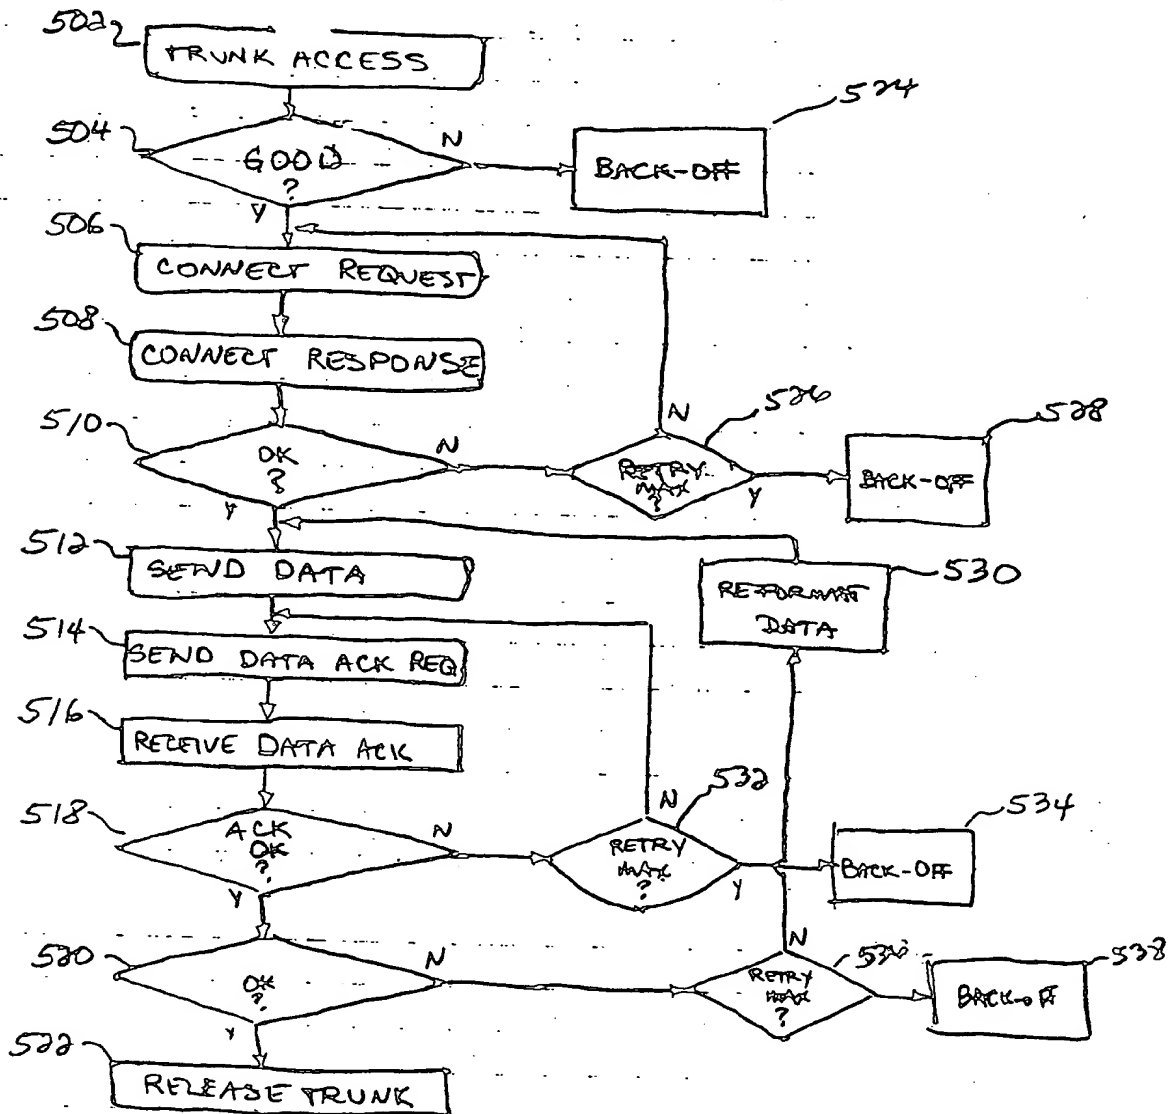 502
TRUNK ACCESS
524
504
GOOD
?
N
BACK-OFF
Y
506
CONNECT REQUEST
508
CONNECT RESPONSE
510
OK
?
N
Y
N
526
RETRY
MAX
?
Y
528
BACK-OFF
512
SEND DATA
530
REFORMAT
DATA
514
SEND DATA ACK REQ
516
RECEIVE DATA ACK
518
ACK
OK
?
N
Y
N
532
RETRY
MAX
?
Y
534
BACK-OFF
520
OK
?
N
Y
N
RETRY
MAX
?
538
BACK-OFF
522
RELEASE TRUNK